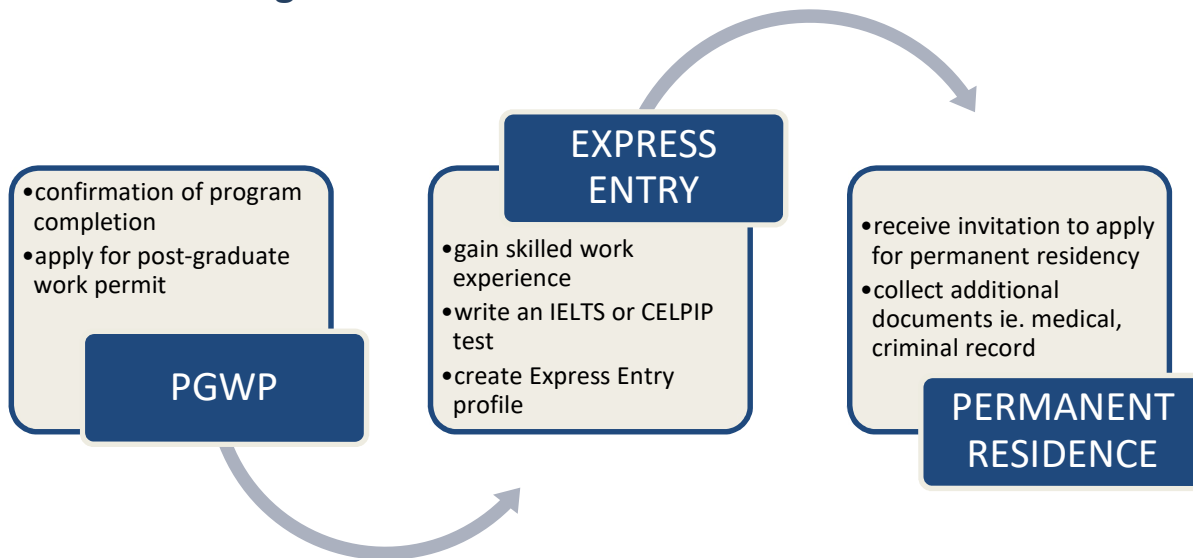 •confirmation of program
completion
•apply for post-graduate
work permit
PGWP
EXPRESS
ENTRY
•gain skilled work
experience
•write an IELTS or CELPIP
test
•create Express Entry
profile
•receive invitation to apply
for permanent residency
•collect additional
documents ie. medical,
criminal record
PERMANENT
RESIDENCE